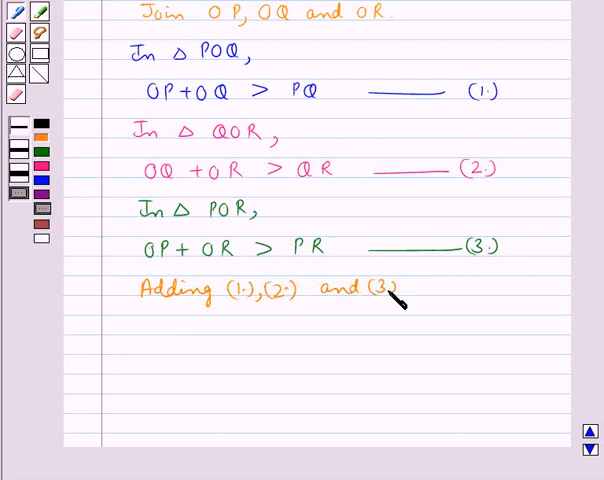 Join OP, OQ and OR.
In △ POQ,
OP + OQ > PQ ——— (1.)
In △ QOR,
OQ + OR > QR ——— (2.)
In △ POR,
OP + OR > PR ——— (3.)
Adding (1.), (2.) and (3.)